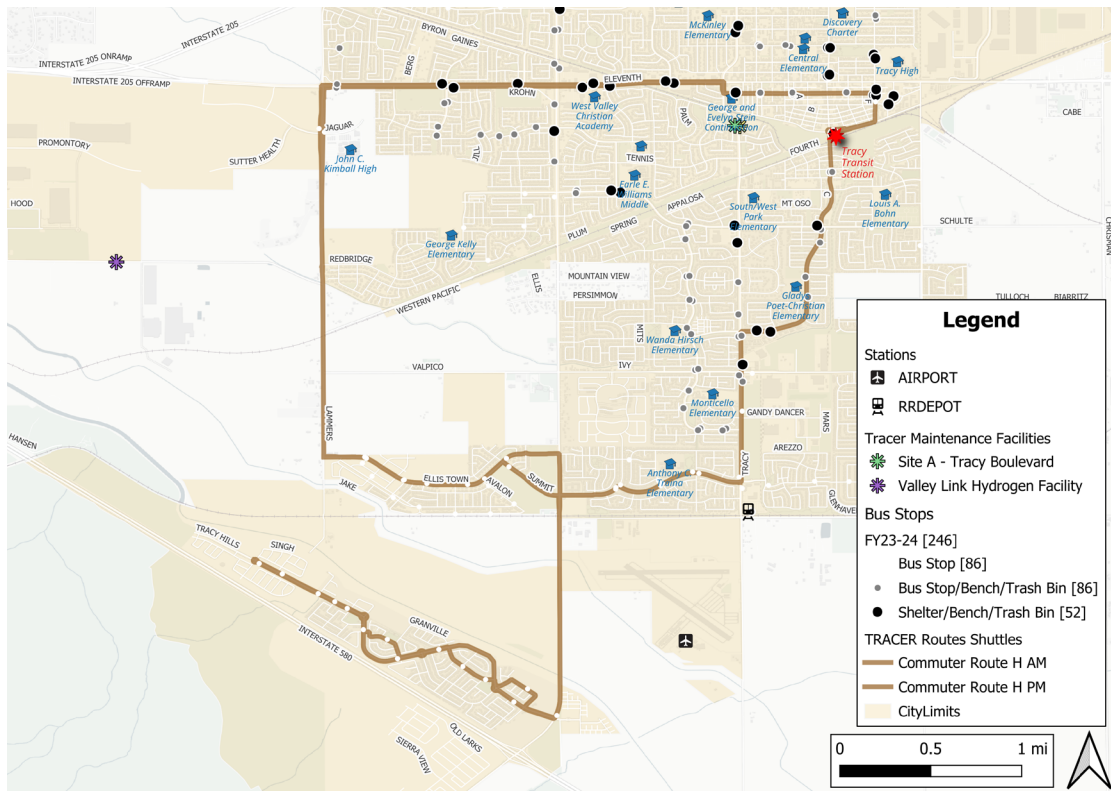 INTERSTATE 205
BYRON
GAINES
McKinley
Elementary
Discovery
Charter
INTERSTATE 205 ONRAMP
BERG
Central
Elementary
Tracy High
INTERSTATE 205 OFFRAMP
ELEVENTH
KROHN
West Valley
Christian
Academy
PALM
George and
Evelyn Stein
A
B
F
CABE
JAGUAR
PROMONTORY
SUTTER HEALTH
John C.
Kimball High
JILL
TENNIS
FOURTH
Tracy
Transit
Station
Earle E.
Williams
Middle
HOOD
APPALOSA
South/West
Park
Elementary
MT OSO
C
Louis A.
Bohn
Elementary
SCHULTE
CHRISMAN
PLUM
SPRING
George Kelly
Elementary
REDBRIDGE
ELLIS
MOUNTAIN VIEW
WESTERN PACIFIC
PERSIMMON
Glady
Poet-Christian
Elementary
TULLOCH
BIARRITZ
MITS
Wanda Hirsch
Elementary
VALPICO
IVY
Monticello
Elementary
GANDY DANCER
MARS
LAMMERS
HANSEN
AREZZO
TRACY
JAKE
ELLIS TOWN
AVALON
SUMMIT
Anthony
Traina
Elementary
GLENHAVE
TRACY HILLS
SINGH
GRANVILLE
INTERSTATE 580
OLD LARKS
SIERRA VIEW
Legend
Stations
AIRPORT
RRDEPOT
Tracer Maintenance Facilities
Site A - Tracy Boulevard
Valley Link Hydrogen Facility
Bus Stops
FY23-24 [246]
Bus Stop [86]
Bus Stop/Bench/Trash Bin [86]
Shelter/Bench/Trash Bin [52]
TRACER Routes Shuttles
Commuter Route H AM
Commuter Route H PM
CityLimits
0 0.5 1 mi